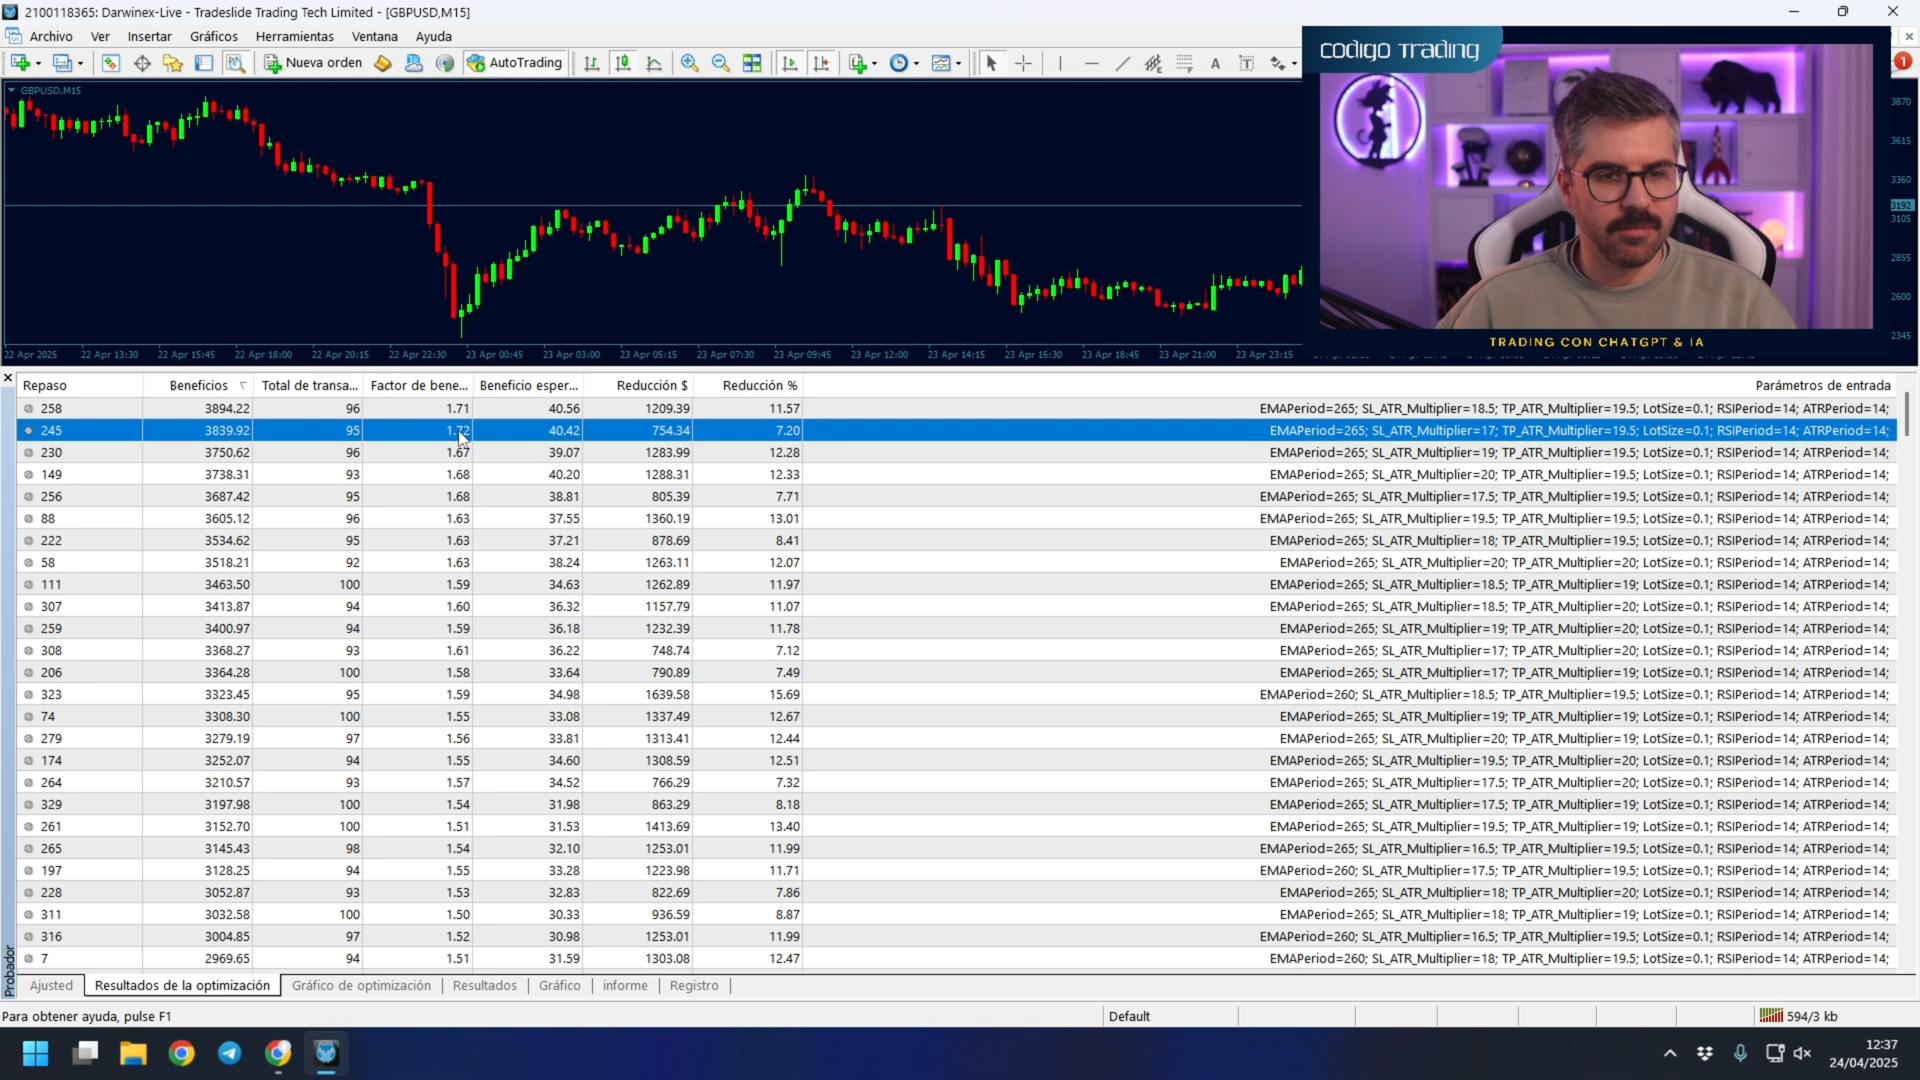 2100118365: Darwinex-Live - Tradeslide Trading Tech Limited - [GBPUSD,M15]
Archivo Ver Insertar Gráficos Herramientas Ventana Ayuda
Nueva orden AutoTrading
codigo Trading
1
GBPUSD,M15
3870
3615
3360
3192
3105
2855
2600
2345
22 Apr 2025 22 Apr 13:30 22 Apr 15:45 22 Apr 18:00 22 Apr 20:15 22 Apr 22:30 23 Apr 00:45 23 Apr 03:00 23 Apr 05:15 23 Apr 07:30 23 Apr 09:45 23 Apr 12:00 23 Apr 14:15 23 Apr 16:30 23 Apr 18:45 23 Apr 21:00 23 Apr 23:15
TRADING CON CHATGPT & IA
Repaso Beneficios Total de transa... Factor de bene... Beneficio esper... Reducción $ Reducción % Parámetros de entrada
258 3894.22 96 1.71 40.56 1209.39 11.57 EMAPeriod=265; SL_ATR_Multiplier=18.5; TP_ATR_Multiplier=19.5; LotSize=0.1; RSIPeriod=14; ATRPeriod=14;
245 3839.92 95 1.72 40.42 754.34 7.20 EMAPeriod=265; SL_ATR_Multiplier=17; TP_ATR_Multiplier=19.5; LotSize=0.1; RSIPeriod=14; ATRPeriod=14;
230 3750.62 96 1.67 39.07 1283.99 12.28 EMAPeriod=265; SL_ATR_Multiplier=19; TP_ATR_Multiplier=19.5; LotSize=0.1; RSIPeriod=14; ATRPeriod=14;
149 3738.31 93 1.68 40.20 1288.31 12.33 EMAPeriod=265; SL_ATR_Multiplier=20; TP_ATR_Multiplier=19.5; LotSize=0.1; RSIPeriod=14; ATRPeriod=14;
256 3687.42 95 1.68 38.81 805.39 7.71 EMAPeriod=265; SL_ATR_Multiplier=17.5; TP_ATR_Multiplier=19.5; LotSize=0.1; RSIPeriod=14; ATRPeriod=14;
88 3605.12 96 1.63 37.55 1360.19 13.01 EMAPeriod=265; SL_ATR_Multiplier=19.5; TP_ATR_Multiplier=19.5; LotSize=0.1; RSIPeriod=14; ATRPeriod=14;
222 3534.62 95 1.63 37.21 878.69 8.41 EMAPeriod=265; SL_ATR_Multiplier=18; TP_ATR_Multiplier=19.5; LotSize=0.1; RSIPeriod=14; ATRPeriod=14;
58 3518.21 92 1.63 38.24 1263.11 12.07 EMAPeriod=265; SL_ATR_Multiplier=20; TP_ATR_Multiplier=20; LotSize=0.1; RSIPeriod=14; ATRPeriod=14;
111 3463.50 100 1.59 34.63 1262.89 11.97 EMAPeriod=265; SL_ATR_Multiplier=18.5; TP_ATR_Multiplier=19; LotSize=0.1; RSIPeriod=14; ATRPeriod=14;
307 3413.87 94 1.60 36.32 1157.79 11.07 EMAPeriod=265; SL_ATR_Multiplier=18.5; TP_ATR_Multiplier=20; LotSize=0.1; RSIPeriod=14; ATRPeriod=14;
259 3400.97 94 1.59 36.18 1232.39 11.78 EMAPeriod=265; SL_ATR_Multiplier=19; TP_ATR_Multiplier=20; LotSize=0.1; RSIPeriod=14; ATRPeriod=14;
308 3368.27 93 1.61 36.22 748.74 7.12 EMAPeriod=265; SL_ATR_Multiplier=17; TP_ATR_Multiplier=20; LotSize=0.1; RSIPeriod=14; ATRPeriod=14;
206 3364.28 100 1.58 33.64 790.89 7.49 EMAPeriod=265; SL_ATR_Multiplier=17; TP_ATR_Multiplier=19; LotSize=0.1; RSIPeriod=14; ATRPeriod=14;
323 3323.45 95 1.59 34.98 1639.58 15.69 EMAPeriod=260; SL_ATR_Multiplier=18.5; TP_ATR_Multiplier=19.5; LotSize=0.1; RSIPeriod=14; ATRPeriod=14;
74 3308.30 100 1.55 33.08 1337.49 12.67 EMAPeriod=265; SL_ATR_Multiplier=19; TP_ATR_Multiplier=19; LotSize=0.1; RSIPeriod=14; ATRPeriod=14;
279 3279.19 97 1.56 33.81 1313.41 12.44 EMAPeriod=265; SL_ATR_Multiplier=20; TP_ATR_Multiplier=19; LotSize=0.1; RSIPeriod=14; ATRPeriod=14;
174 3252.07 94 1.55 34.60 1308.59 12.51 EMAPeriod=265; SL_ATR_Multiplier=19.5; TP_ATR_Multiplier=20; LotSize=0.1; RSIPeriod=14; ATRPeriod=14;
264 3210.57 93 1.57 34.52 766.29 7.32 EMAPeriod=265; SL_ATR_Multiplier=17.5; TP_ATR_Multiplier=20; LotSize=0.1; RSIPeriod=14; ATRPeriod=14;
329 3197.98 100 1.54 31.98 863.29 8.18 EMAPeriod=265; SL_ATR_Multiplier=17.5; TP_ATR_Multiplier=19; LotSize=0.1; RSIPeriod=14; ATRPeriod=14;
261 3152.70 100 1.51 31.53 1413.69 13.40 EMAPeriod=265; SL_ATR_Multiplier=19.5; TP_ATR_Multiplier=19; LotSize=0.1; RSIPeriod=14; ATRPeriod=14;
265 3145.43 98 1.54 32.10 1253.01 11.99 EMAPeriod=265; SL_ATR_Multiplier=16.5; TP_ATR_Multiplier=19.5; LotSize=0.1; RSIPeriod=14; ATRPeriod=14;
197 3128.25 94 1.55 33.28 1223.98 11.71 EMAPeriod=260; SL_ATR_Multiplier=17.5; TP_ATR_Multiplier=19.5; LotSize=0.1; RSIPeriod=14; ATRPeriod=14;
228 3052.87 93 1.53 32.83 822.69 7.86 EMAPeriod=265; SL_ATR_Multiplier=18; TP_ATR_Multiplier=20; LotSize=0.1; RSIPeriod=14; ATRPeriod=14;
311 3032.58 100 1.50 30.33 936.59 8.87 EMAPeriod=265; SL_ATR_Multiplier=18; TP_ATR_Multiplier=19; LotSize=0.1; RSIPeriod=14; ATRPeriod=14;
316 3004.85 97 1.52 30.98 1253.01 11.99 EMAPeriod=260; SL_ATR_Multiplier=16.5; TP_ATR_Multiplier=19.5; LotSize=0.1; RSIPeriod=14; ATRPeriod=14;
7 2969.65 94 1.51 31.59 1303.08 12.47 EMAPeriod=260; SL_ATR_Multiplier=18; TP_ATR_Multiplier=19.5; LotSize=0.1; RSIPeriod=14; ATRPeriod=14;
Probador
Ajusted Resultados de la optimización Gráfico de optimización Resultados Gráfico informe Registro
Para obtener ayuda, pulse F1 Default 594/3 kb
12:37
24/04/2025